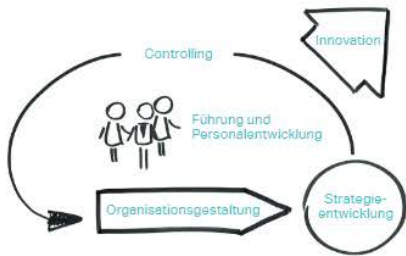 Innovation
Controlling
Führung und
Personalentwicklung
Organisationsgestaltung
Strategie-
entwicklung